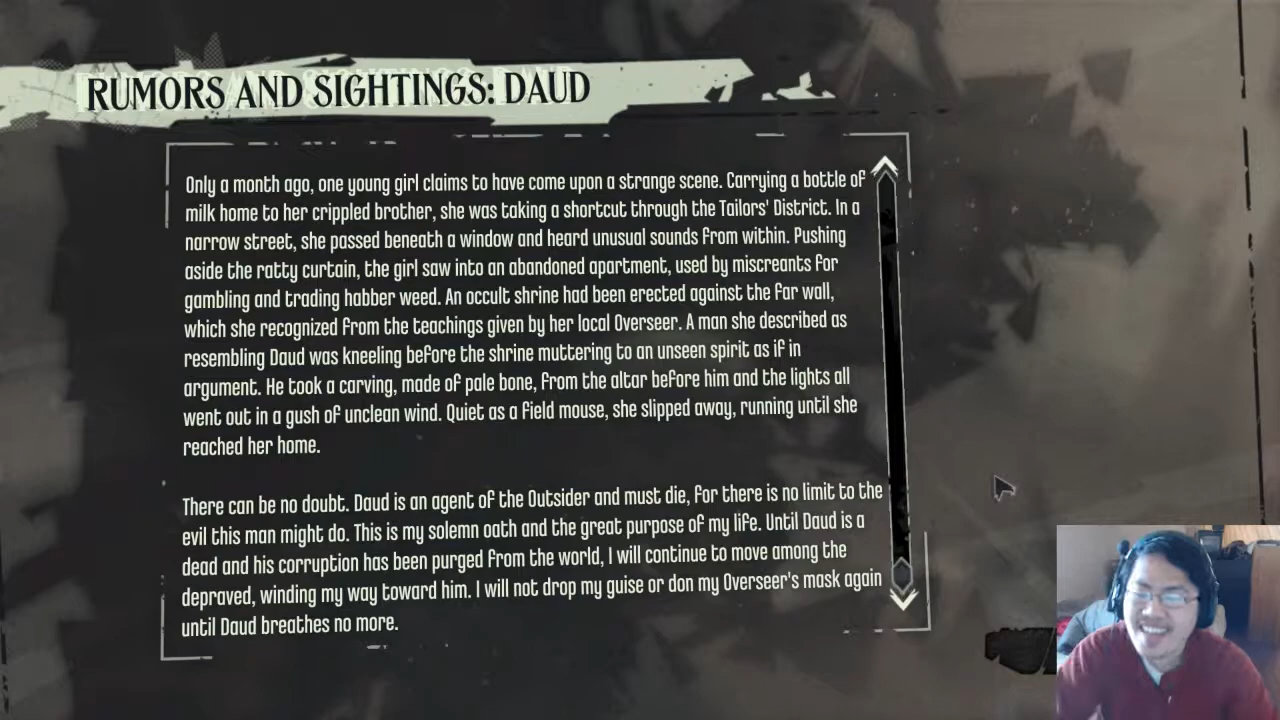 RUMORS AND SIGHTINGS: DAUD
Only a month ago, one young girl claims to have come upon a strange scene. Carrying a bottle of
milk home to her crippled brother, she was taking a shortcut through the Tailors' District. In a
narrow street, she passed beneath a window and heard unusual sounds from within. Pushing
aside the ratty curtain, the girl saw into an abandoned apartment, used by miscreants for
gambling and trading habber weed. An occult shrine had been erected against the far wall,
which she recognized from the teachings given by her local Overseer. A man she described as
resembling Daud was kneeling before the shrine muttering to an unseen spirit as if in
argument. He took a carving, made of pale bone, from the altar before him and the lights all
went out in a gush of unclean wind. Quiet as a field mouse, she slipped away, running until she
reached her home.
There can be no doubt. Daud is an agent of the Outsider and must die, for there is no limit to the
evil this man might do. This is my solemn oath and the great purpose of my life. Until Daud is a
dead and his corruption has been purged from the world, I will continue to move among the
depraved, winding my way toward him. I will not drop my guise or don my Overseer's mask again
until Daud breathes no more.